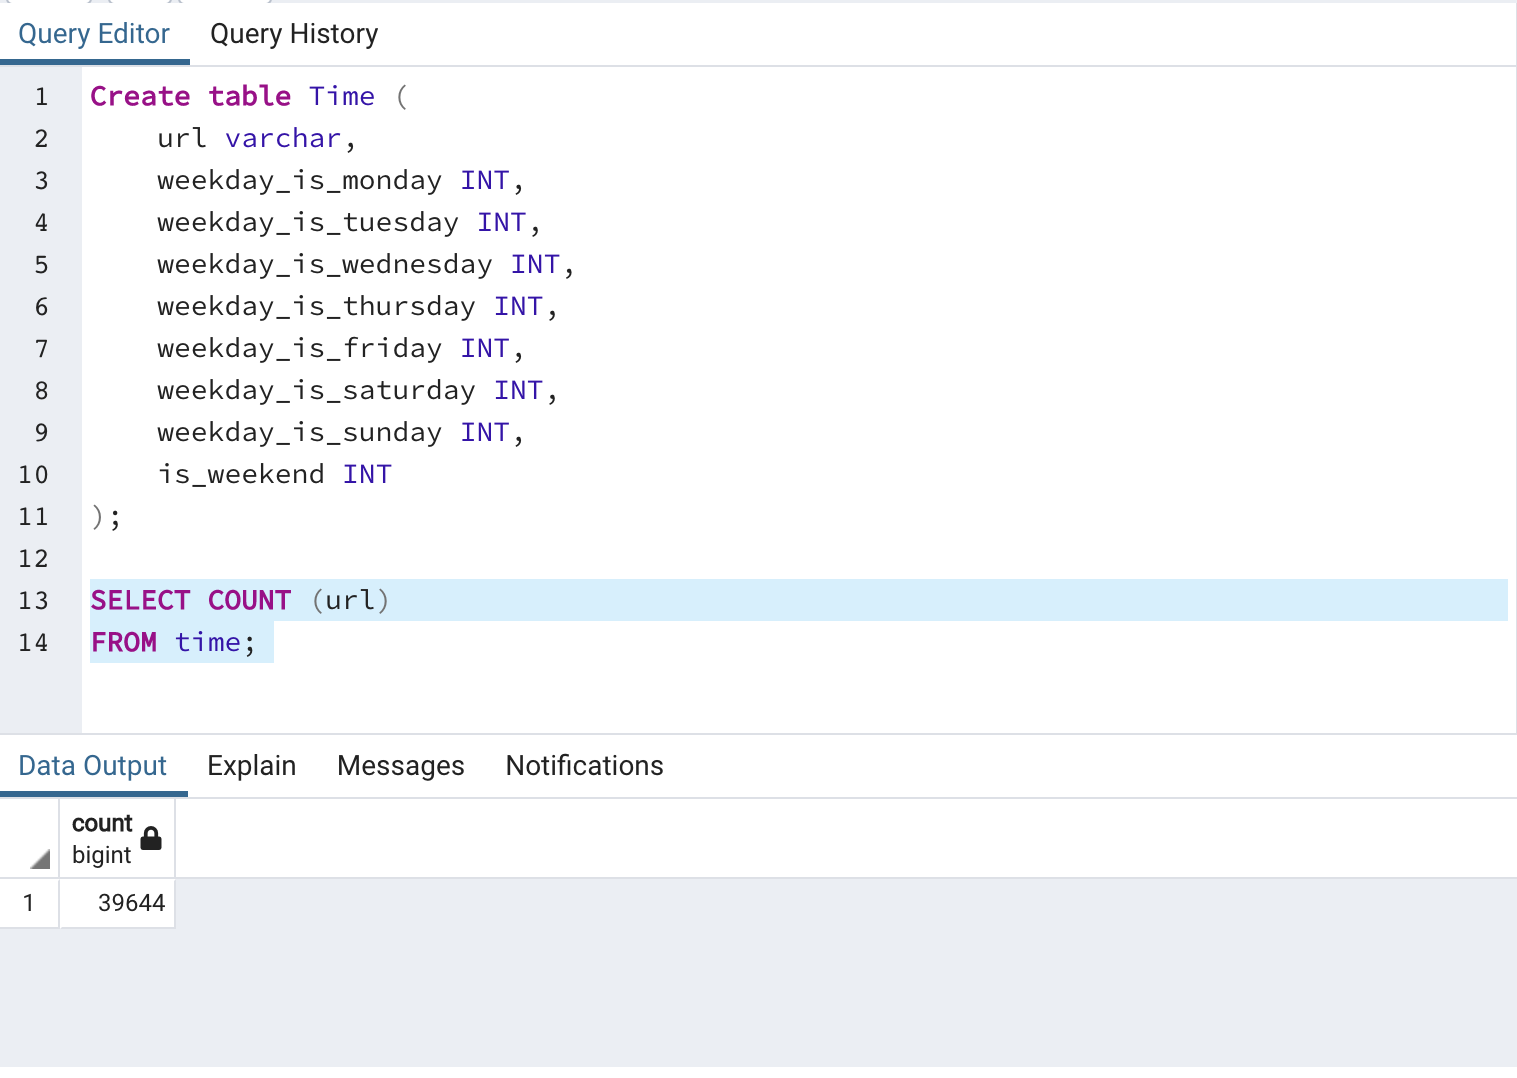 Query Editor Query History
1 Create table Time (
2 url varchar,
3 weekday_is_monday INT,
4 weekday_is_tuesday INT,
5 weekday_is_wednesday INT,
6 weekday_is_thursday INT,
7 weekday_is_friday INT,
8 weekday_is_saturday INT,
9 weekday_is_sunday INT,
10 is_weekend INT
11 );
12
13 SELECT COUNT (url)
14 FROM time;
Data Output Explain Messages Notifications
count
bigint
1 39644